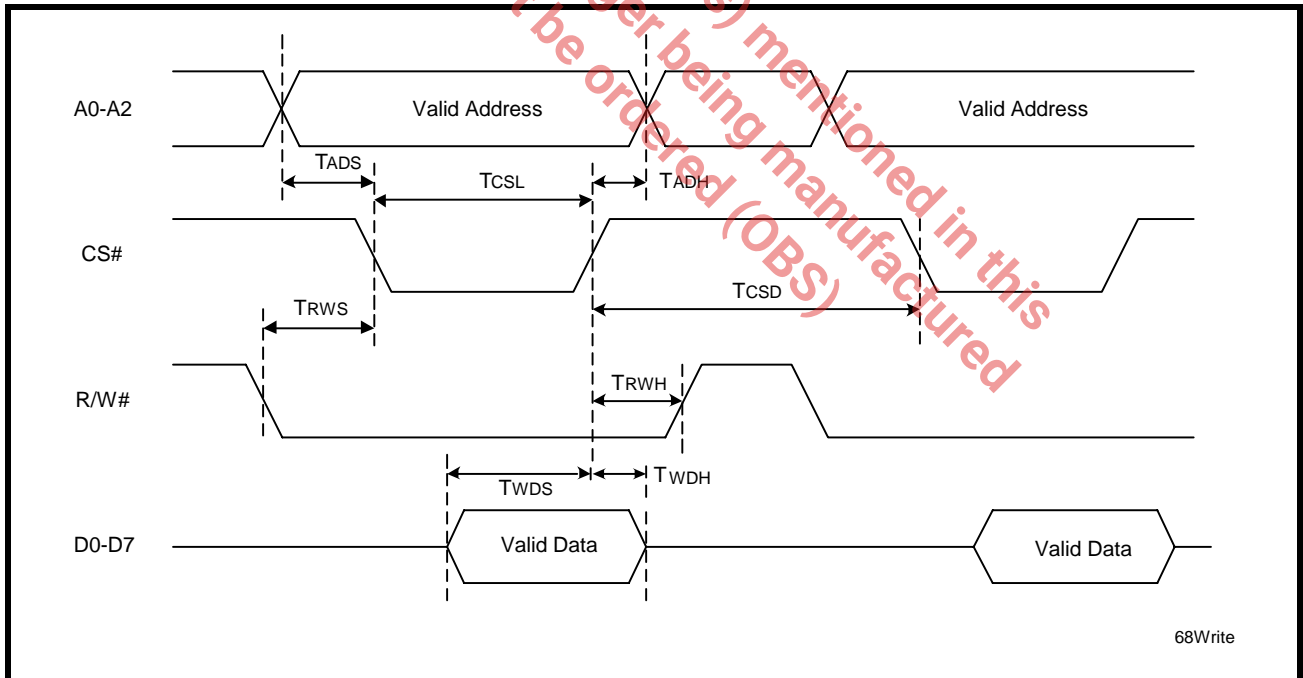 s) mentioned in this
ger being manufactured
t be ordered (OBS)
A0-A2
Valid Address
Valid Address
TADS
TCSL
TADH
CS#
TRWS
TCSD
R/W#
TRWH
TWDS
TWDH
D0-D7
Valid Data
Valid Data
68Write